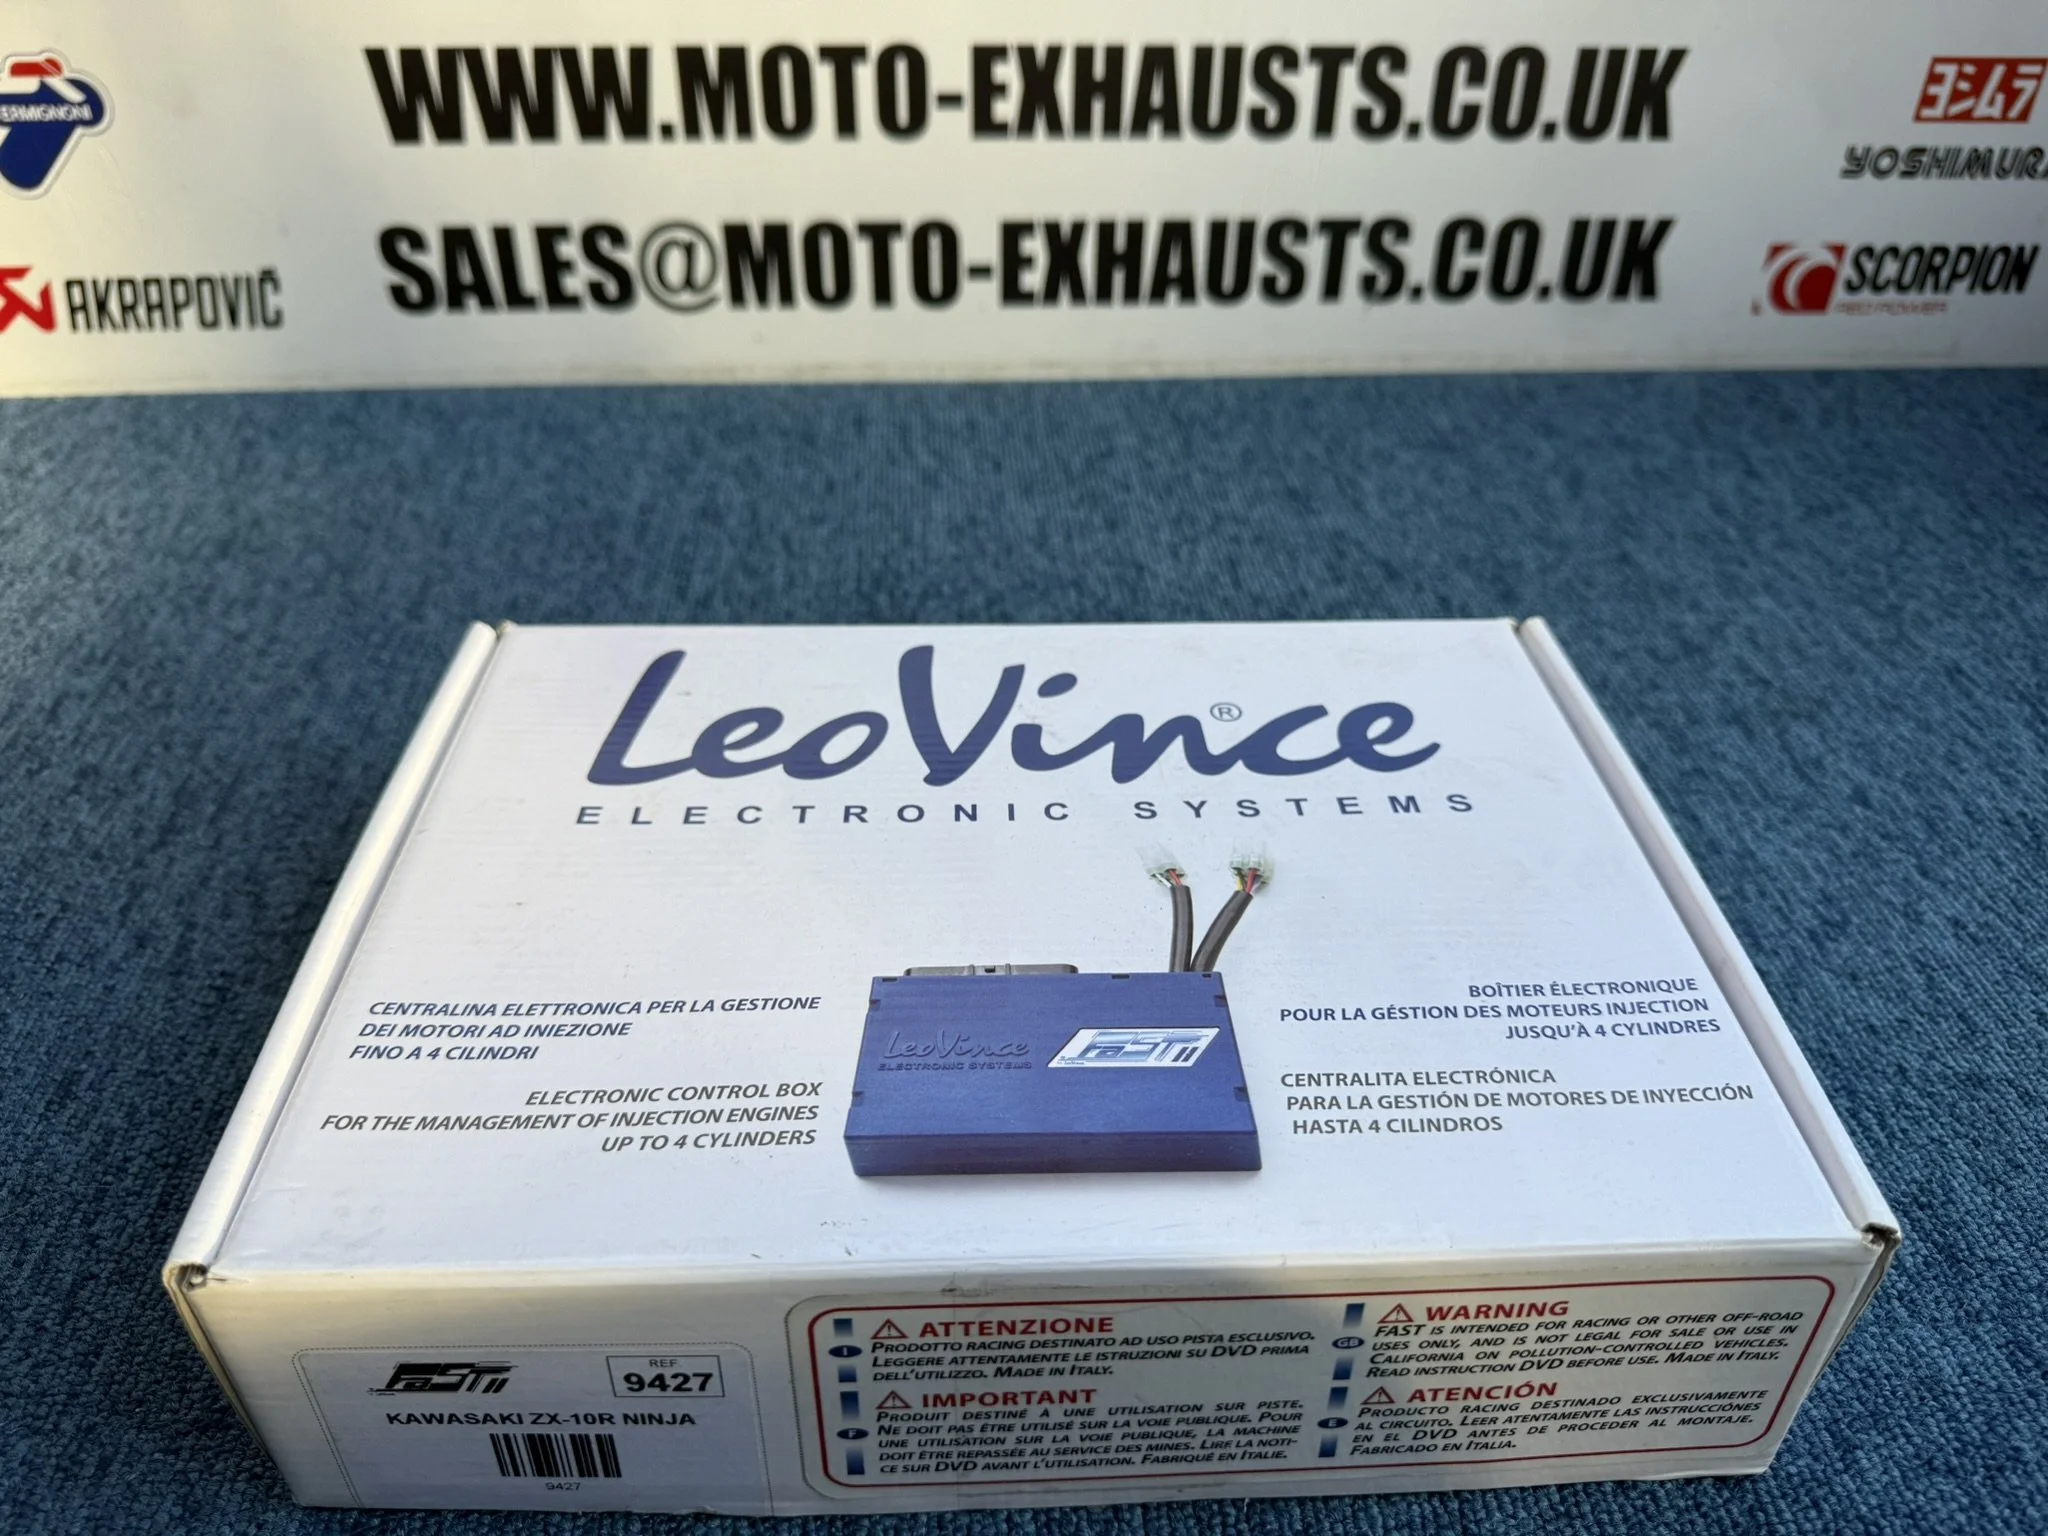 WWW.MOTO-EXHAUSTS.CO.UK
SALES@MOTO-EXHAUSTS.CO.UK
AKRAPOVIČ
ヨシムラ
YOSHIMURA
SCORPION
RED POWER
LeoVince®
ELECTRONIC SYSTEMS
CENTRALINA ELETTRONICA PER LA GESTIONE
DEI MOTORI AD INIEZIONE
FINO A 4 CILINDRI
ELECTRONIC CONTROL BOX
FOR THE MANAGEMENT OF INJECTION ENGINES
UP TO 4 CYLINDERS
LeoVince
ELECTRONIC SYSTEMS
FaST II
BOÎTIER ÉLECTRONIQUE
POUR LA GÉSTION DES MOTEURS INJECTION
JUSQU'À 4 CYLINDRES
CENTRALITA ELECTRÓNICA
PARA LA GESTIÓN DE MOTORES DE INYECCIÓN
HASTA 4 CILINDROS
FaST II
REF.
9427
KAWASAKI ZX-10R NINJA
9427
I
ATTENZIONE
PRODOTTO RACING DESTINATO AD USO PISTA ESCLUSIVO.
LEGGERE ATTENTAMENTE LE ISTRUZIONI SU DVD PRIMA
DELL'UTILIZZO. MADE IN ITALY.
F
IMPORTANT
PRODUIT DESTINÉ À UNE UTILISATION SUR PISTE.
NE DOIT PAS ÊTRE UTILISÉ SUR LA VOIE PUBLIQUE. POUR
UNE UTILISATION SUR LA VOIE PUBLIQUE, LA MACHINE
DOIT ÊTRE REPASSÉE AU SERVICE DES MINES. LIRE LA NOTI-
CE SUR DVD AVANT L'UTILISATION. FABRIQUÉ EN ITALIE.
GB
WARNING
FAST IS INTENDED FOR RACING OR OTHER OFF-ROAD
USES ONLY, AND IS NOT LEGAL FOR SALE OR USE IN
CALIFORNIA ON POLLUTION-CONTROLLED VEHICLES.
READ INSTRUCTION DVD BEFORE USE. MADE IN ITALY.
E
ATENCIÓN
PRODUCTO RACING DESTINADO EXCLUSIVAMENTE
AL CIRCUITO. LEER ATENTAMENTE LAS INSTRUCCIÓNES
EN EL DVD ANTES DE PROCEDER AL MONTAJE.
FABRICADO EN ITALIA.